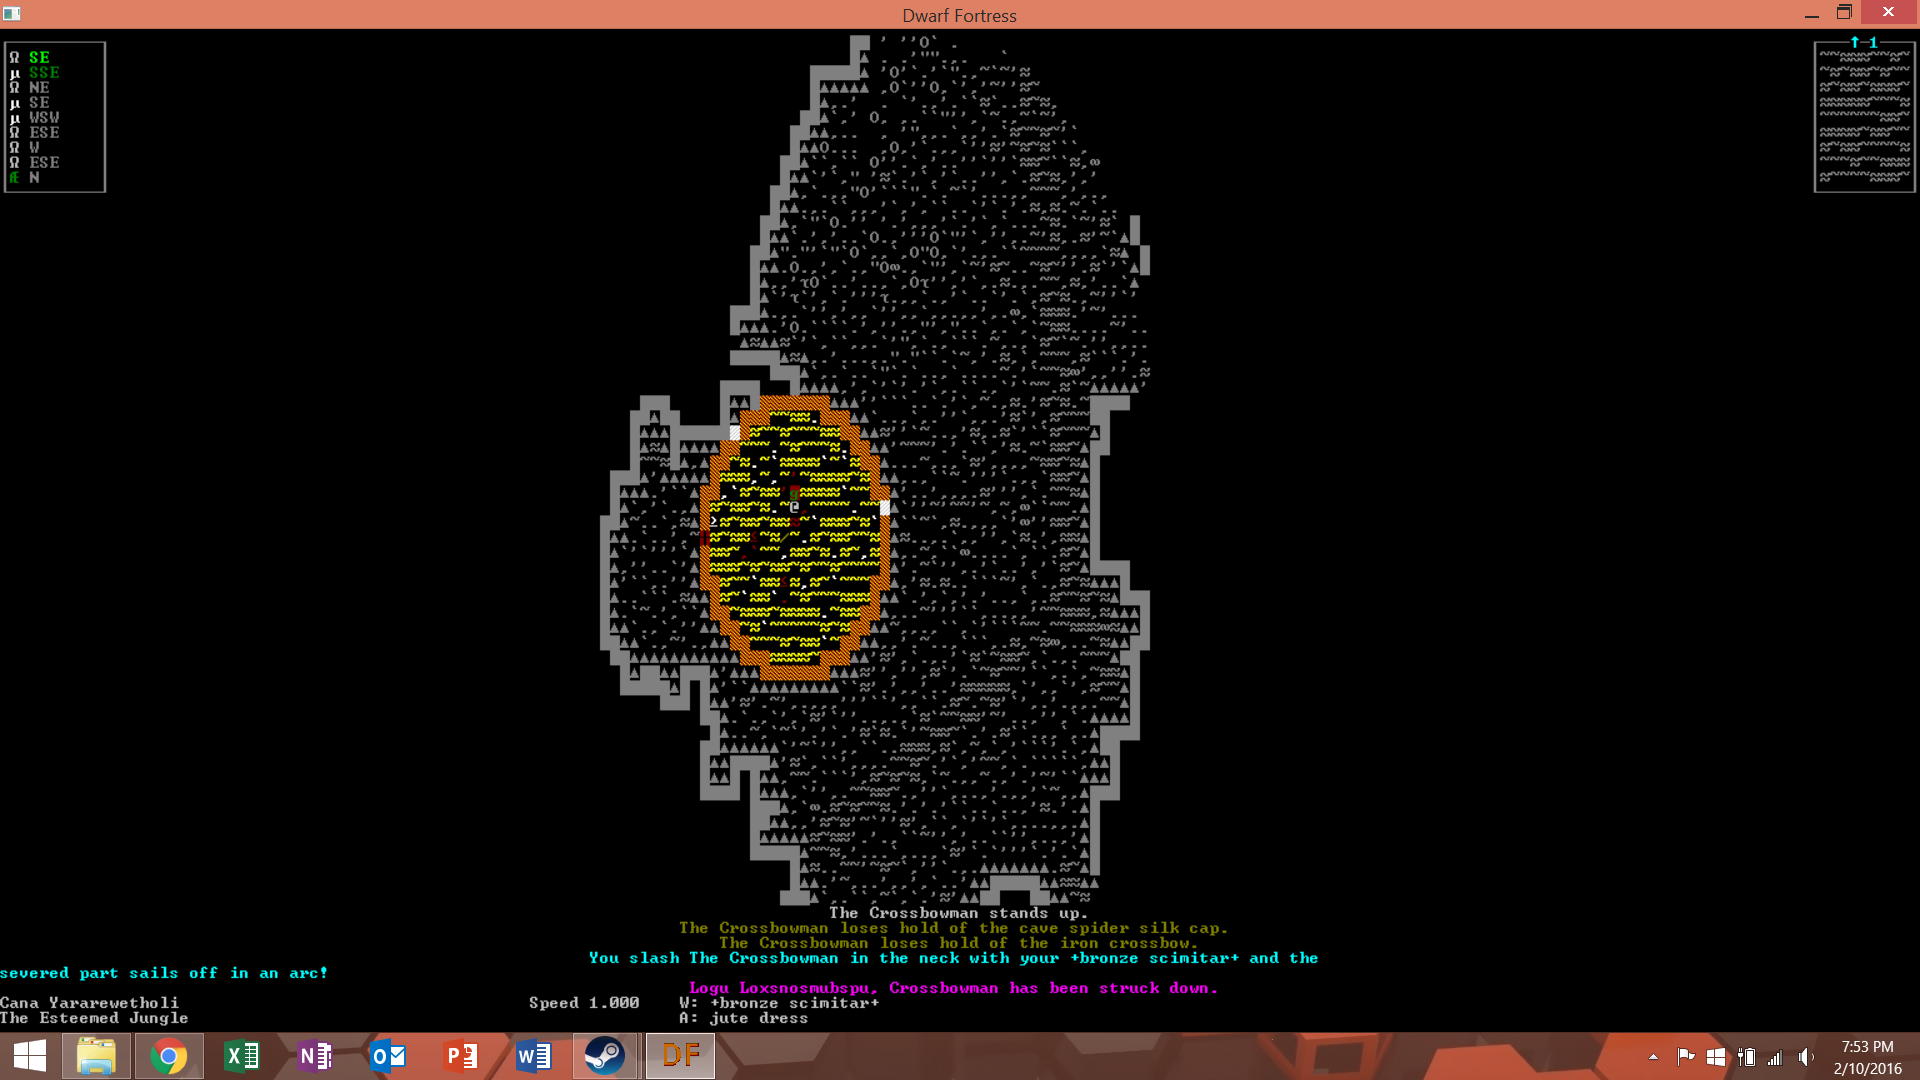 Dwarf Fortress
Ω SE
µ SSE
Ω NE
µ SE
µ WSW
Ω ESE
Ω W
Ω ESE
Æ N
↑ 1
The Crossbowman stands up.
The Crossbowman loses hold of the cave spider silk cap.
The Crossbowman loses hold of the iron crossbow.
You slash The Crossbowman in the neck with your +bronze scimitar+ and the
severed part sails off in an arc!
Logu Loxsnosmubspu, Crossbowman has been struck down.
Cana Yararewetholi Speed 1.000 W: +bronze scimitar+
The Esteemed Jungle A: jute dress
DF
7:53 PM
2/10/2016